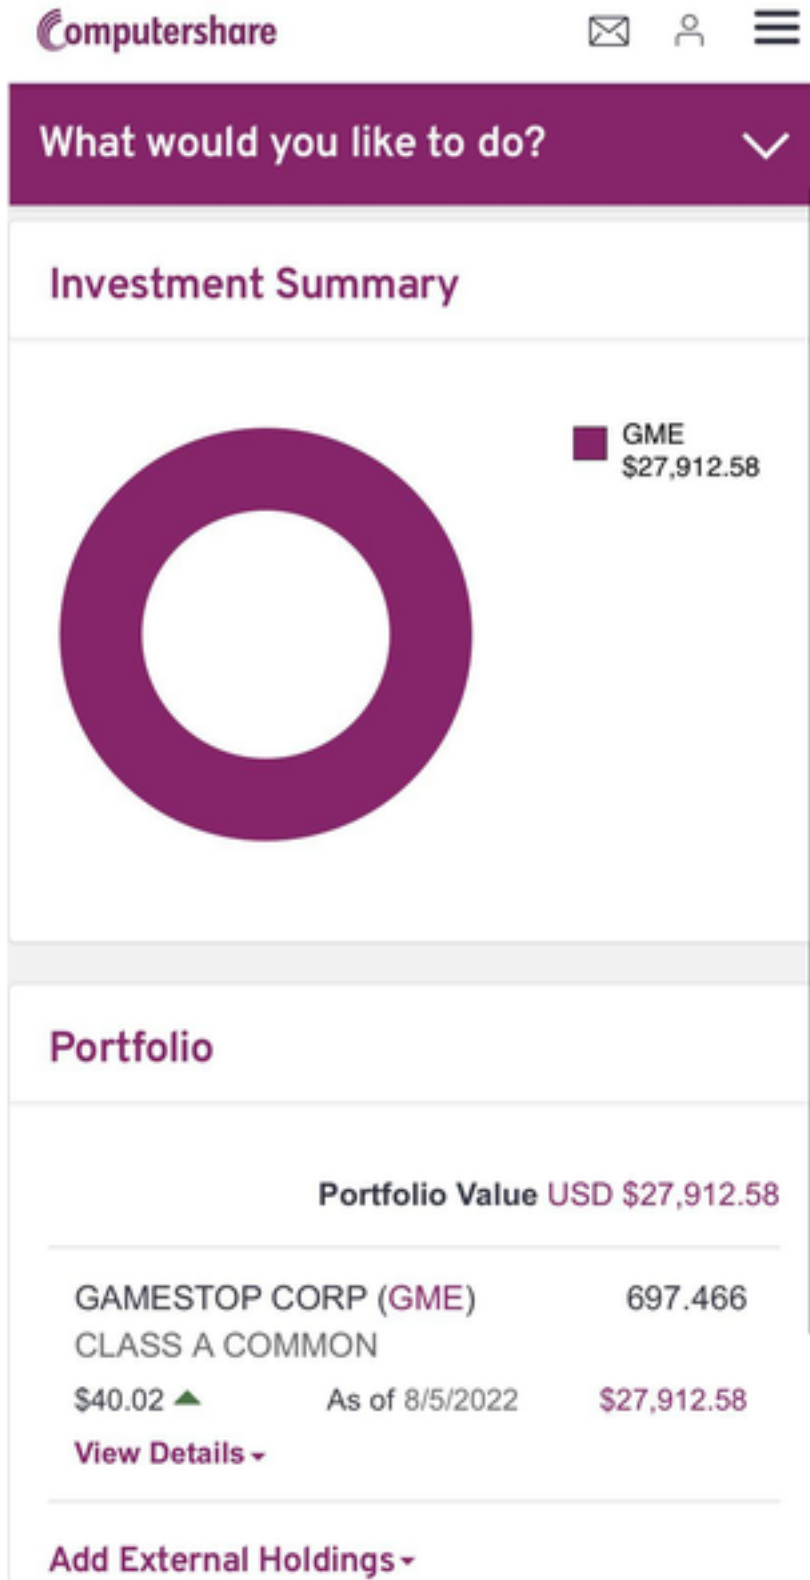 Computershare
What would you like to do?
Investment Summary
GME
$27,912.58
Portfolio
Portfolio Value USD $27,912.58
GAMESTOP CORP (GME) 697.466
CLASS A COMMON
$40.02 As of 8/5/2022 $27,912.58
View Details
Add External Holdings